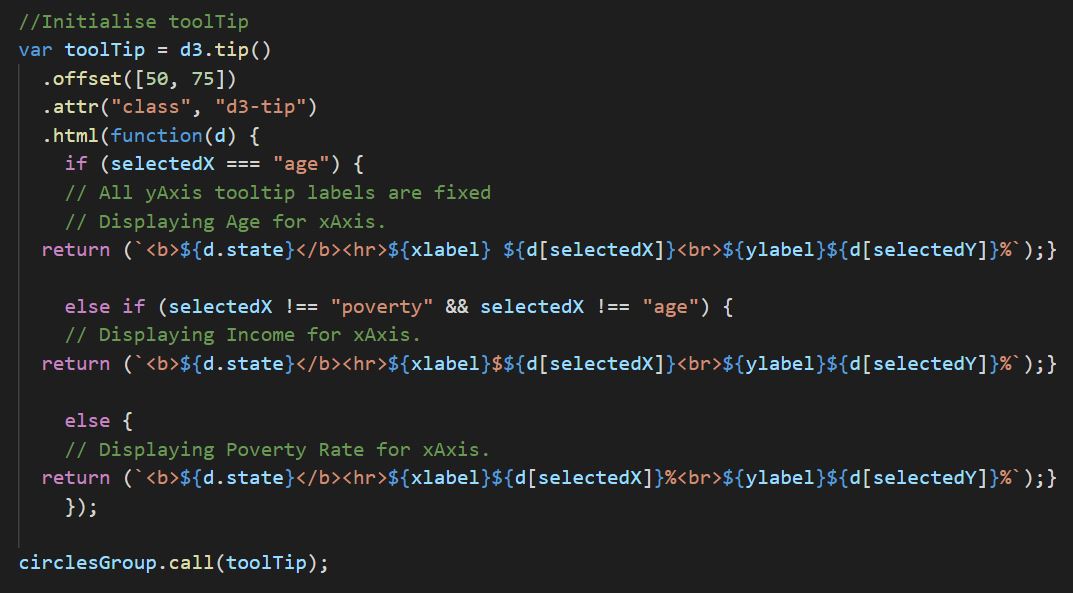 //Initialise toolTip
var toolTip = d3.tip()
.offset([50, 75])
.attr("class", "d3-tip")
.html(function(d) {
if (selectedX === "age") {
// All yAxis tooltip labels are fixed
// Displaying Age for xAxis.
return (`<b>${d.state}</b><hr>${xlabel} ${d[selectedX]}<br>${ylabel}${d[selectedY]}%`);}
else if (selectedX !== "poverty" && selectedX !== "age") {
// Displaying Income for xAxis.
return (`<b>${d.state}</b><hr>${xlabel}$${d[selectedX]}<br>${ylabel}${d[selectedY]}%`);}
else {
// Displaying Poverty Rate for xAxis.
return (`<b>${d.state}</b><hr>${xlabel}${d[selectedX]}%<br>${ylabel}${d[selectedY]}%`);}
});
circlesGroup.call(toolTip);